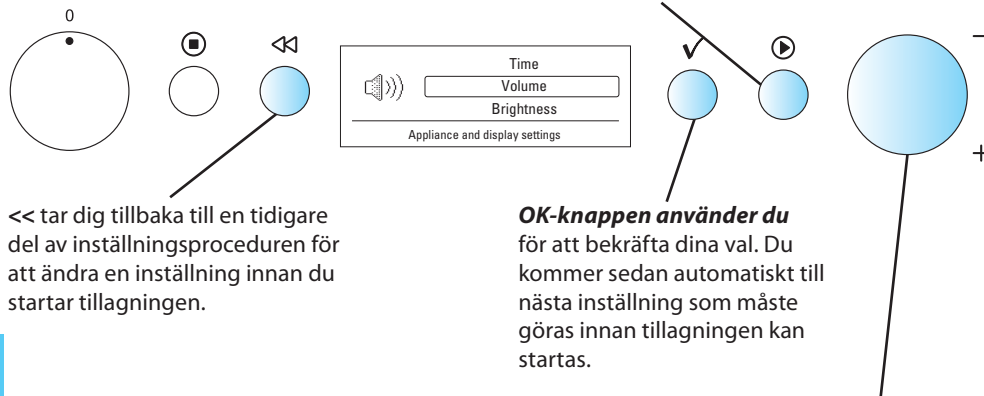 0
Time
Volume
Brightness
Appliance and display settings
–
+
<< tar dig tillbaka till en tidigare
del av inställningsproceduren för
att ändra en inställning innan du
startar tillagningen.
OK-knappen använder du
för att bekräfta dina val. Du
kommer sedan automatiskt till
nästa inställning som måste
göras innan tillagningen kan
startas.